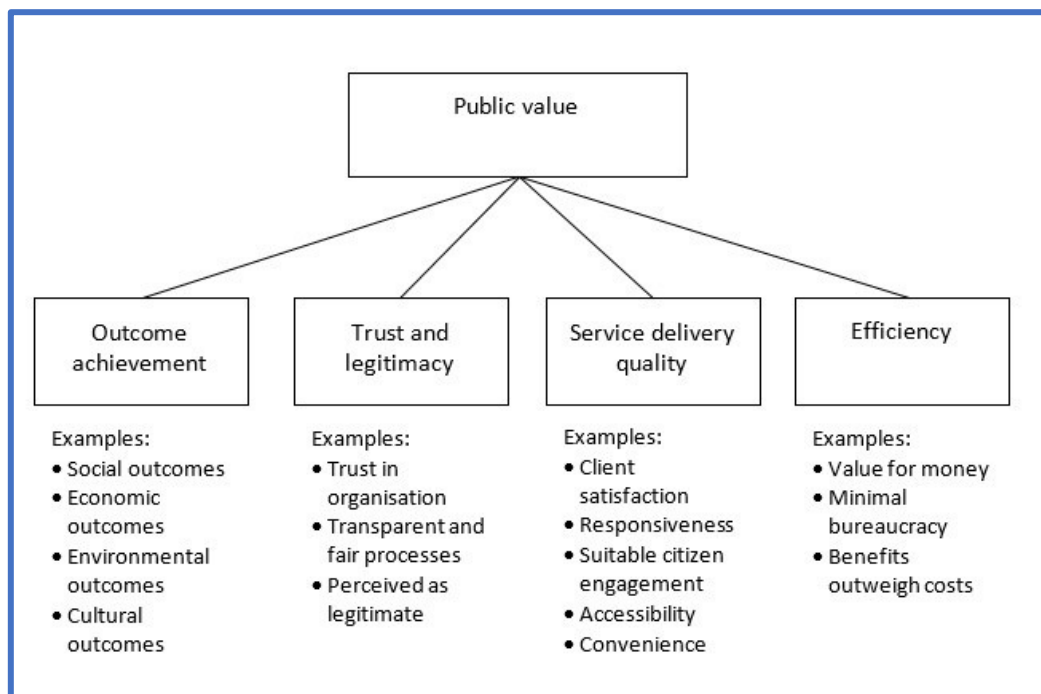 Public value
Outcome
achievement
Trust and
legitimacy
Service delivery
quality
Efficiency
Examples:
• Social outcomes
• Economic
outcomes
• Environmental
outcomes
• Cultural
outcomes
Examples:
• Trust in
organisation
• Transparent and
fair processes
• Perceived as
legitimate
Examples:
• Client
satisfaction
• Responsiveness
• Suitable citizen
engagement
• Accessibility
• Convenience
Examples:
• Value for money
• Minimal
bureaucracy
• Benefits
outweigh costs